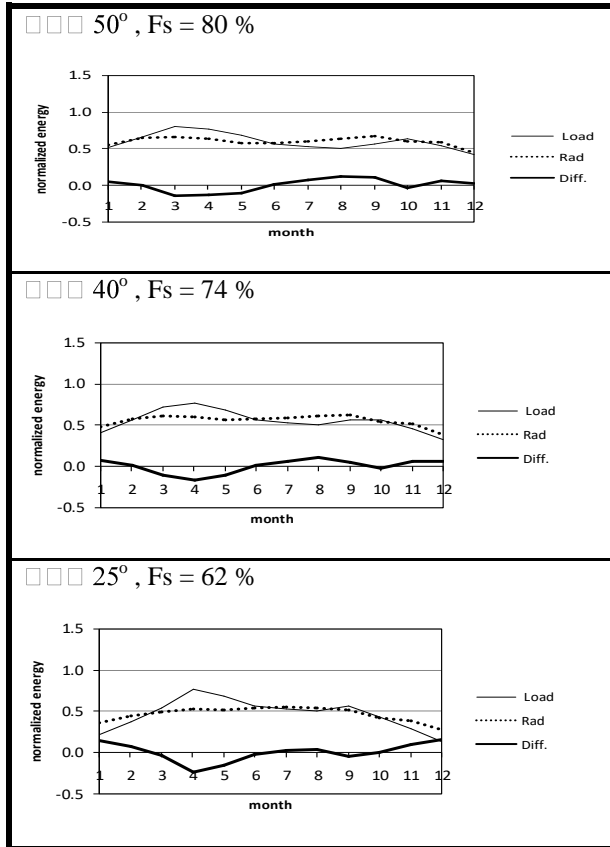 □□□ 50°, Fs = 80 %
1.5
1.0
0.5
0.0
-0.5
normalized energy
1 2 3 4 5 6 7 8 9 10 11 12
month
Load
Rad
Diff.
□□□ 40°, Fs = 74 %
1.5
1.0
0.5
0.0
-0.5
normalized energy
1 2 3 4 5 6 7 8 9 10 11 12
month
Load
Rad
Diff.
□□□ 25°, Fs = 62 %
1.5
1.0
0.5
0.0
-0.5
normalized energy
1 2 3 4 5 6 7 8 9 10 11 12
month
Load
Rad
Diff.